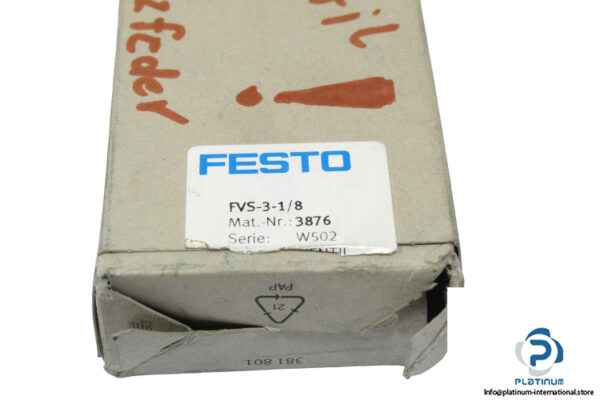 !
FESTO
FVS-3-1/8
Mat.-Nr.: 3876
Serie: W502
PAP
21
381 801
PLATINUM
Info@platinum-international.store